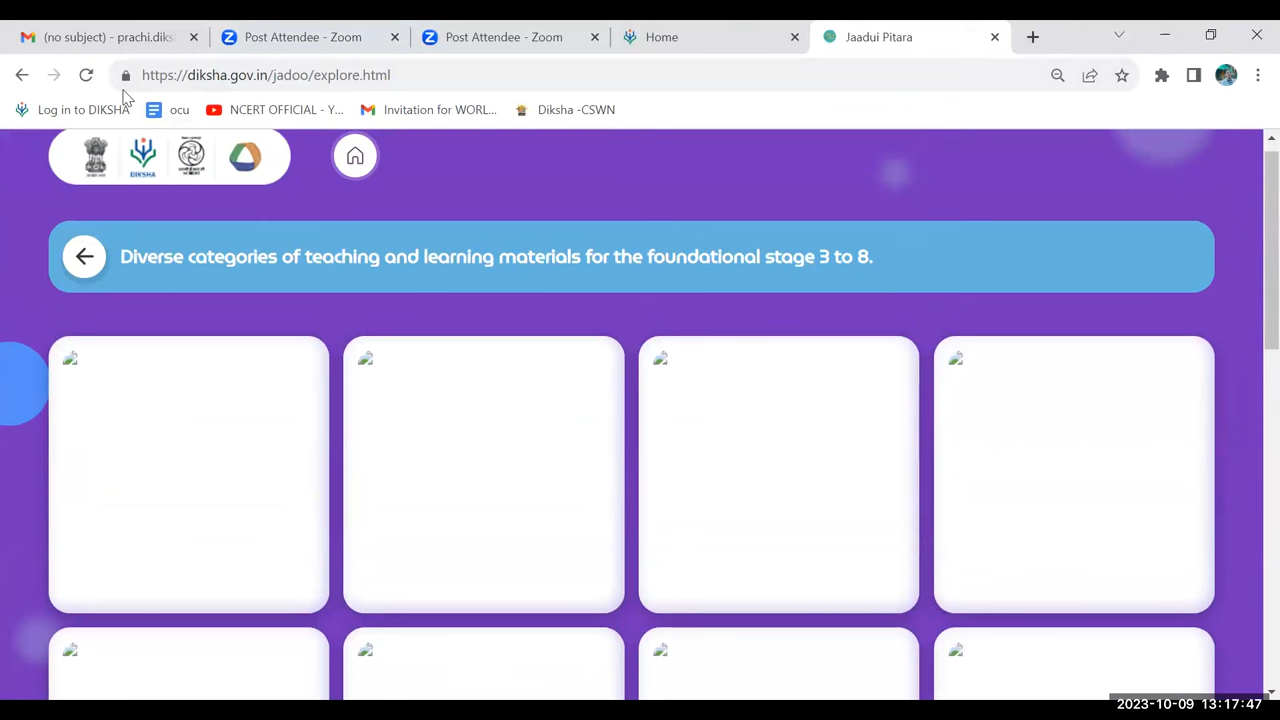 (no subject) - prachi.diks
Post Attendee - Zoom
Post Attendee - Zoom
Home
Jaadui Pitara
https://diksha.gov.in/jadoo/explore.html
Log in to DIKSHA
ocu
NCERT OFFICIAL - Y...
Invitation for WORL...
Diksha -CSWN
DIKSHA
Diverse categories of teaching and learning materials for the foundational stage 3 to 8.
2023-10-09 13:17:47